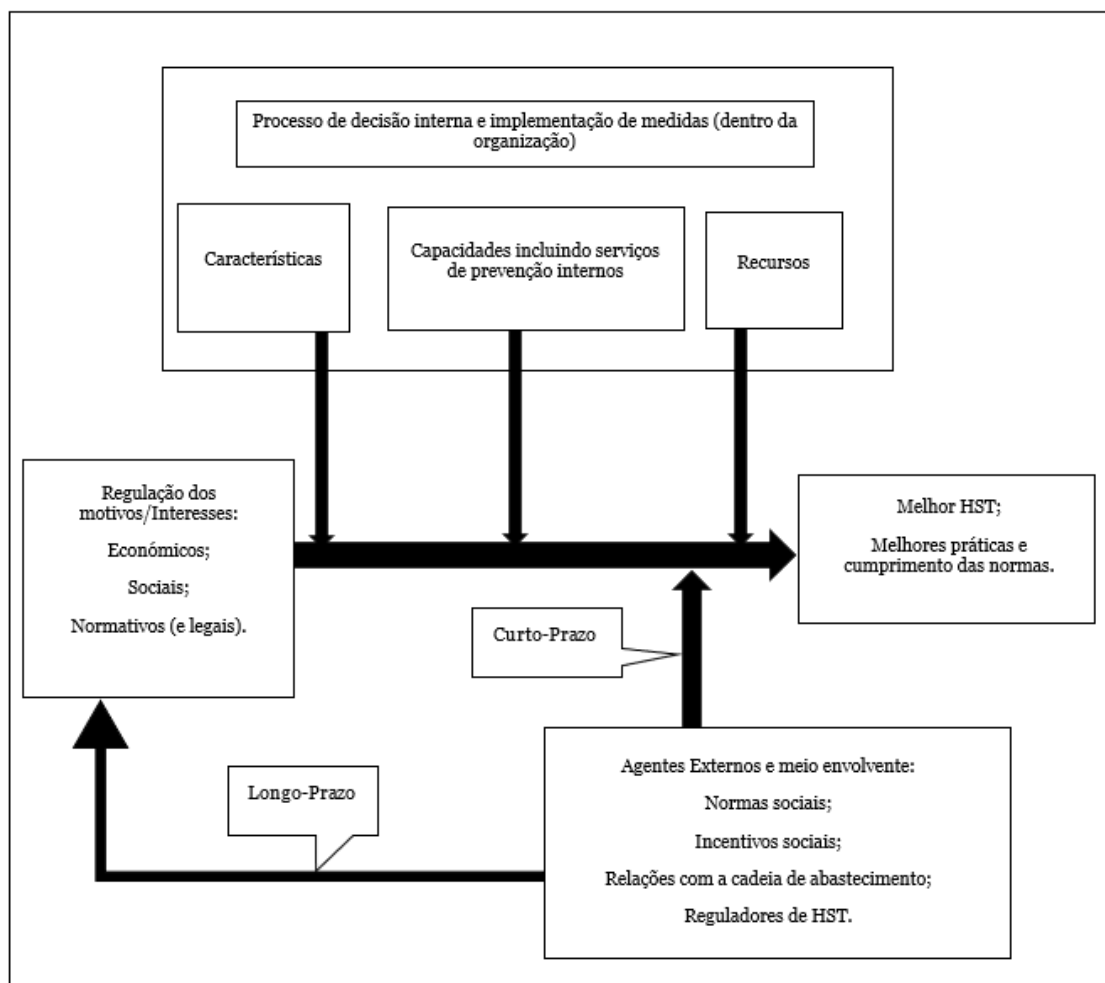 Processo de decisão interna e implementação de medidas (dentro da
organização)
Características
Capacidades incluindo serviços
de prevenção internos
Recursos
Regulação dos
motivos/Interesses:
Económicos;
Sociais;
Normativos (e legais).
Melhor HST;
Melhores práticas e
cumprimento das normas.
Curto-Prazo
Longo-Prazo
Agentes Externos e meio envolvente:
Normas sociais;
Incentivos sociais;
Relações com a cadeia de abastecimento;
Reguladores de HST.